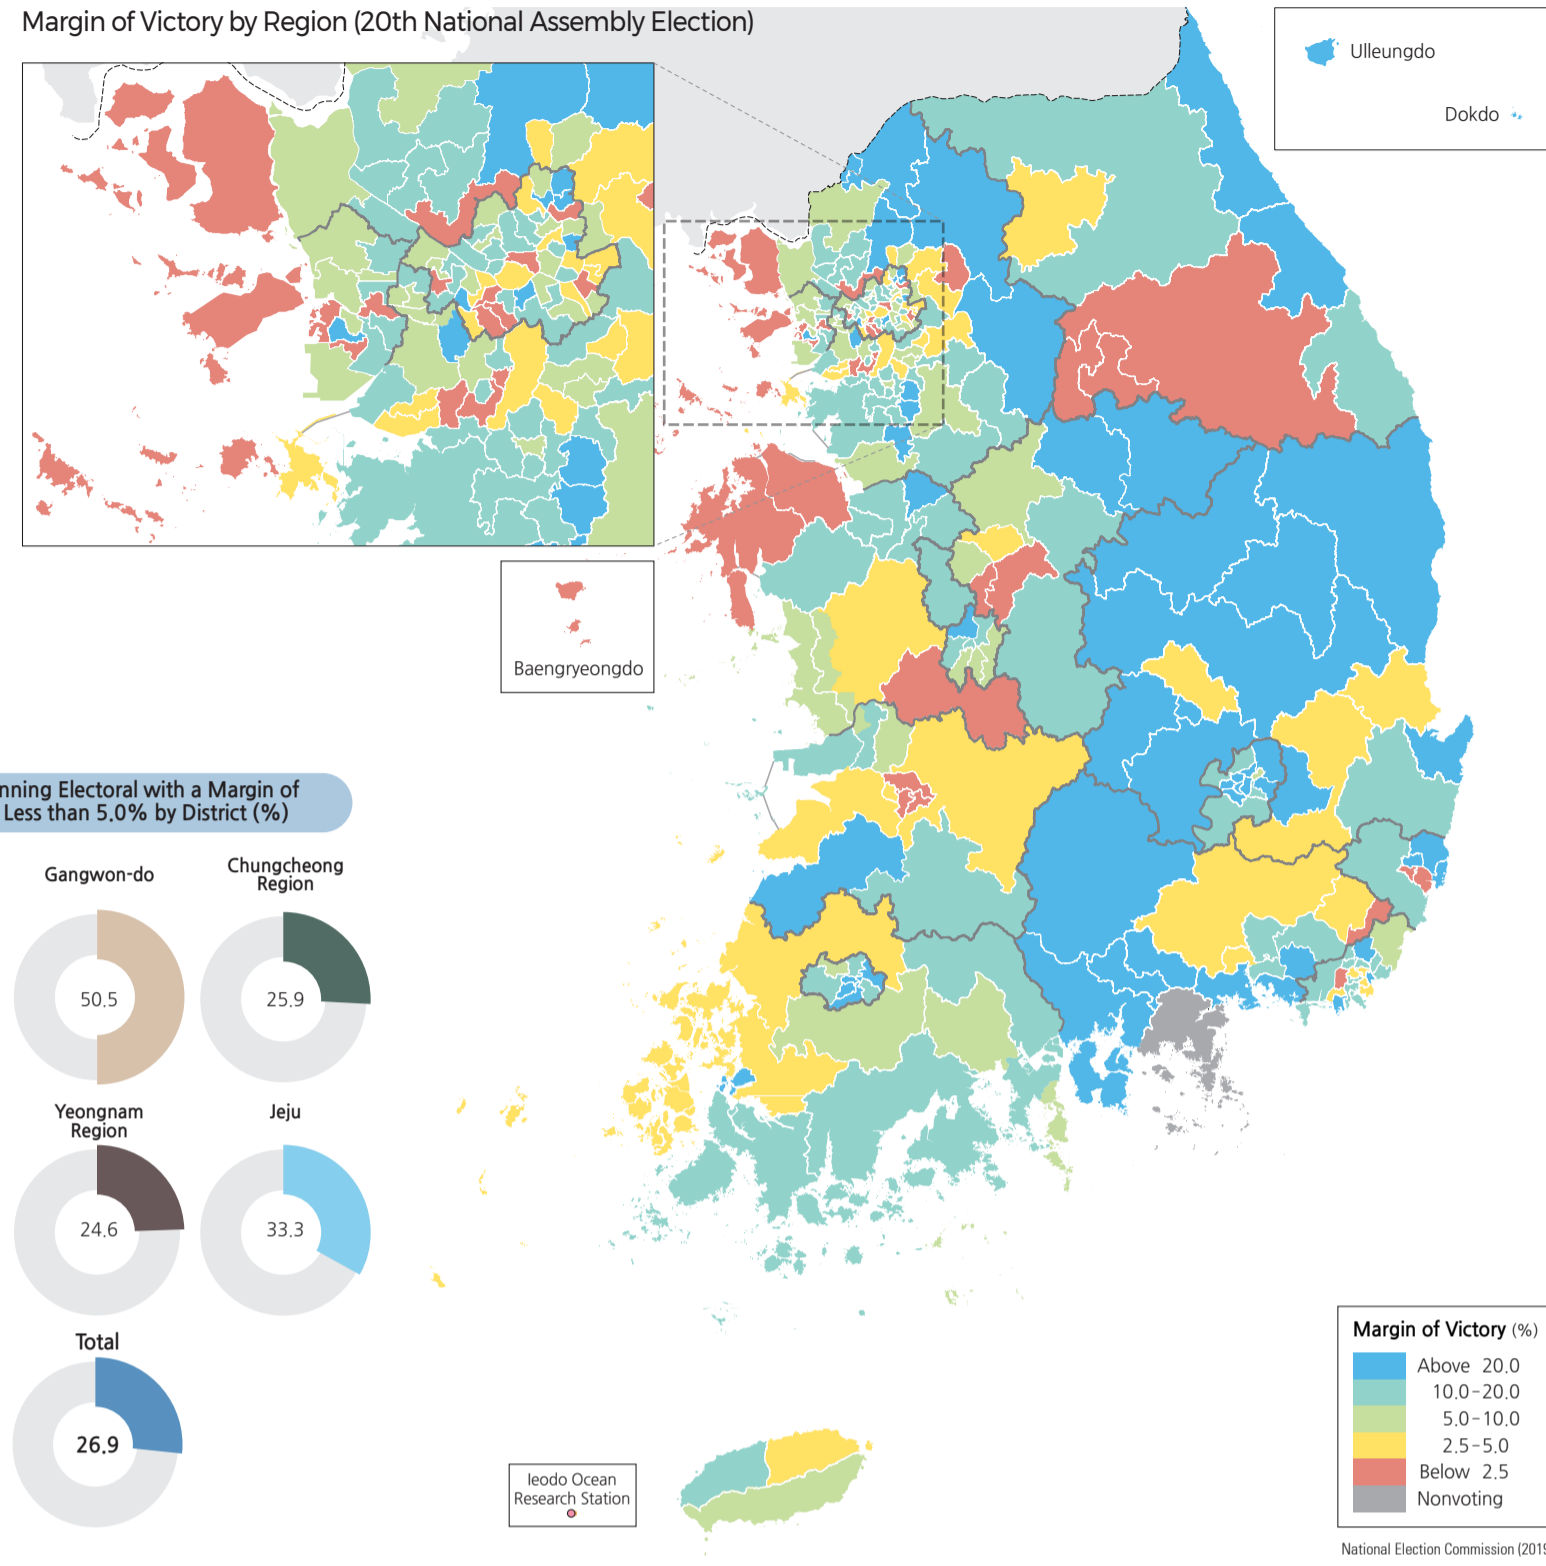 Margin of Victory by Region (20th National Assembly Election)
Ulleungdo
Dokdo
Baengryeongdo
nning Electoral with a Margin of
Less than 5.0% by District (%)
Gangwon-do
50.5
Chungcheong
Region
25.9
Yeongnam
Region
24.6
Jeju
33.3
Total
26.9
Ieodo Ocean
Research Station
Margin of Victory (%)
Above 20.0
10.0-20.0
5.0-10.0
2.5-5.0
Below 2.5
Nonvoting
National Election Commission (2019